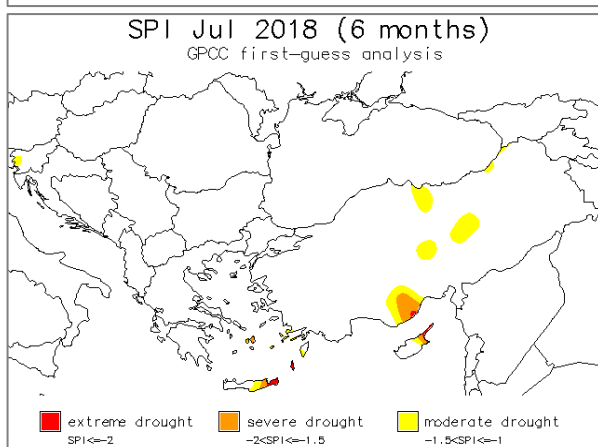 SPI Jul 2018 (6 months)
GPCC first-guess analysis
extreme drought severe drought moderate drought
SPI<=-2 -2<SPI<=-1.5 -1.5<SPI<=-1